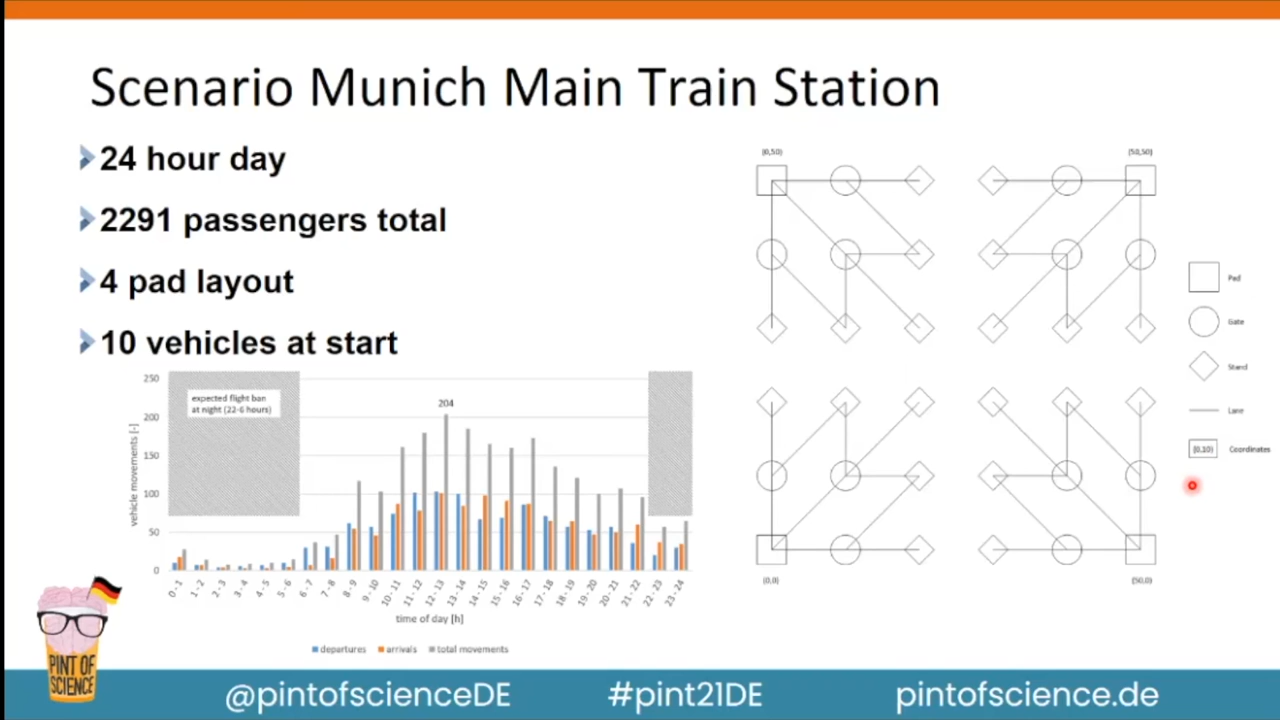 Scenario Munich Main Train Station
24 hour day
2291 passengers total
4 pad layout
10 vehicles at start
250
200
150
100
50
0
vehicle movements [-]
expected flight ban
at night (22-6 hours)
204
0 - 1
1 - 2
2 - 3
3 - 4
4 - 5
5 - 6
6 - 7
7 - 8
8 - 9
9 - 10
10 - 11
11 - 12
12 - 13
13 - 14
14 - 15
15 - 16
16 - 17
17 - 18
18 - 19
19 - 20
20 - 21
21 - 22
22 - 23
23 - 24
time of day [h]
departures arrivals total movements
(0,50)
(50,50)
(0,0)
(50,0)
Pad
Gate
Stand
Lane
(0,10) Coordinates
PINT OF
SCIENCE
@pintofscienceDE #pint21DE pintofscience.de